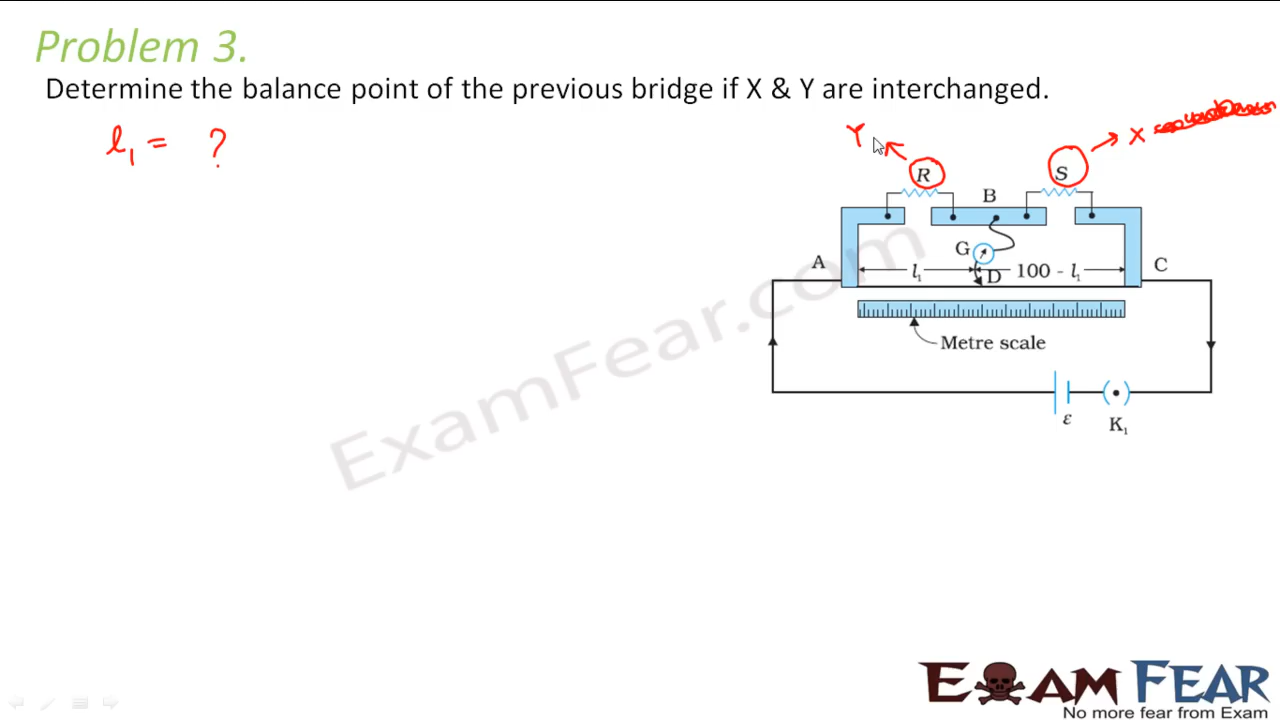 Problem 3.
Determine the balance point of the previous bridge if X & Y are interchanged.
l₁ = ?
Y
X
R
S
B
G
A
l₁
D
100 - l₁
C
Metre scale
ε
K₁
ExamFear.com
EXAM FEAR
No more fear from Exam